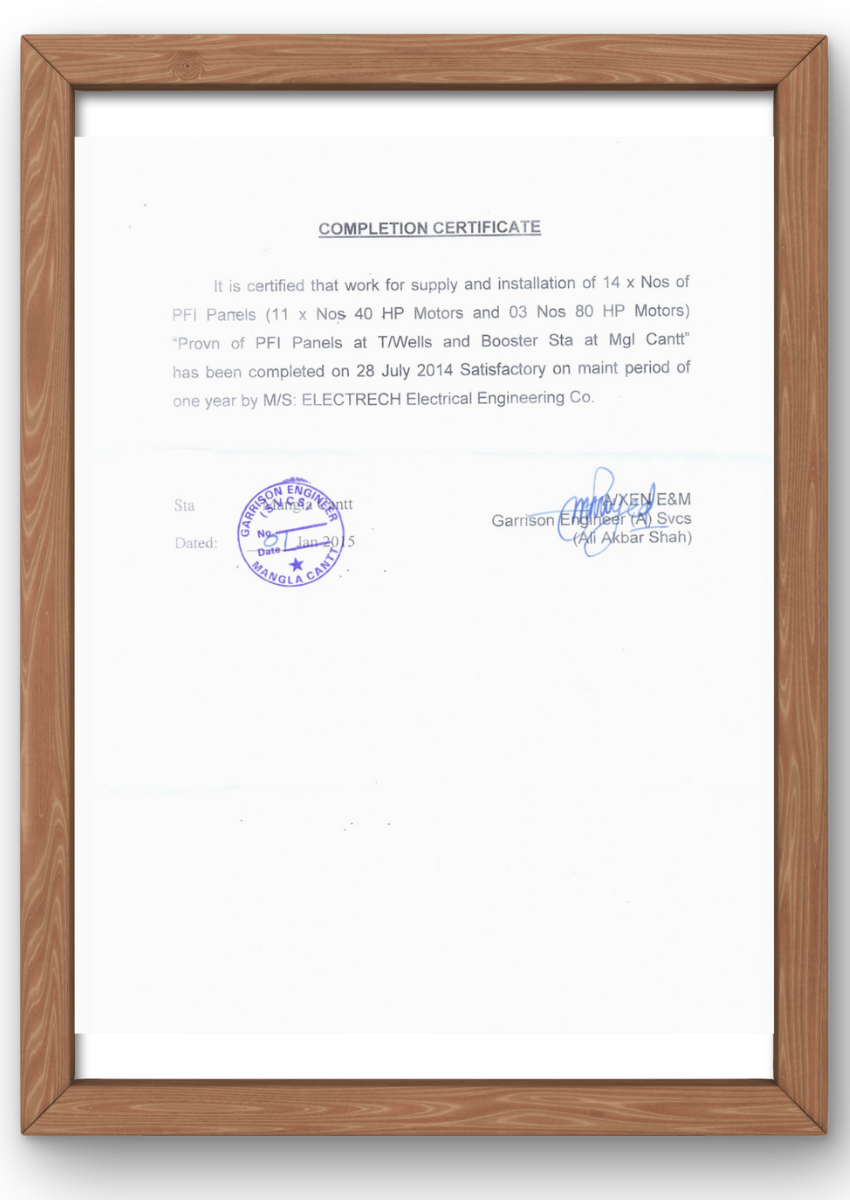 COMPLETION CERTIFICATE
It is certified that work for supply and installation of 14 x Nos of
PFI Panels (11 x Nos 40 HP Motors and 03 Nos 80 HP Motors)
“Provn of PFI Panels at T/Wells and Booster Sta at Mgl Cantt”
has been completed on 28 July 2014 Satisfactory on maint period of
one year by M/S: ELECTRECH Electrical Engineering Co.
Sta Mangla Cantt
Dated: 01 Jan 2015
GARRISON ENGINEER
No.
Date
MANGLA CANTT
A/XEN E&M
Garrison Engineer (A) Svcs
(Ali Akbar Shah)